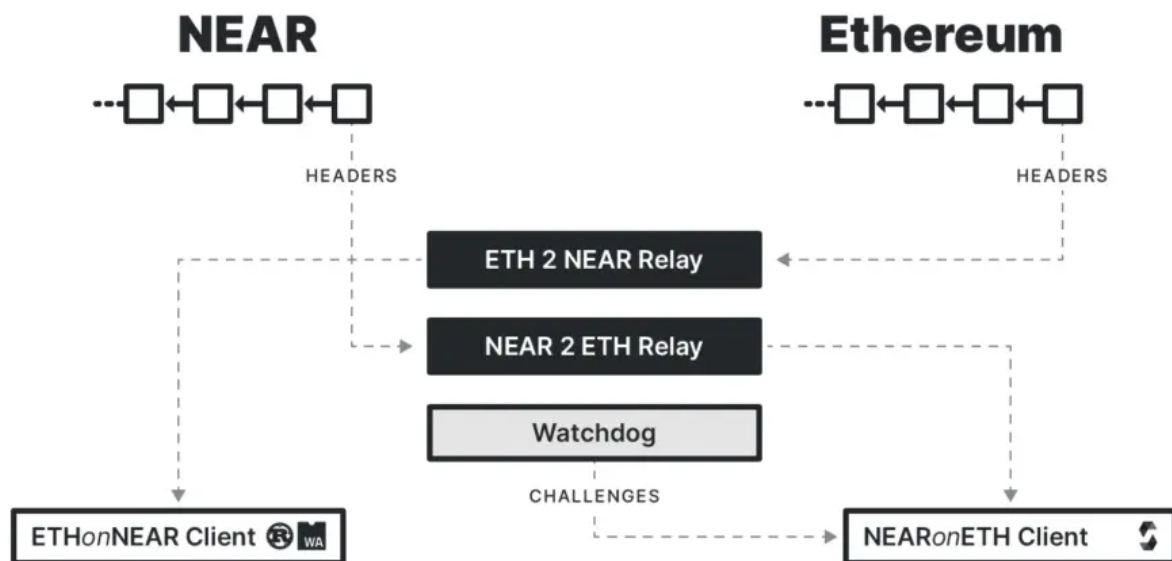 NEAR
Ethereum
HEADERS
HEADERS
ETH 2 NEAR Relay
NEAR 2 ETH Relay
Watchdog
CHALLENGES
ETHonNEAR Client R WA
NEARonETH Client